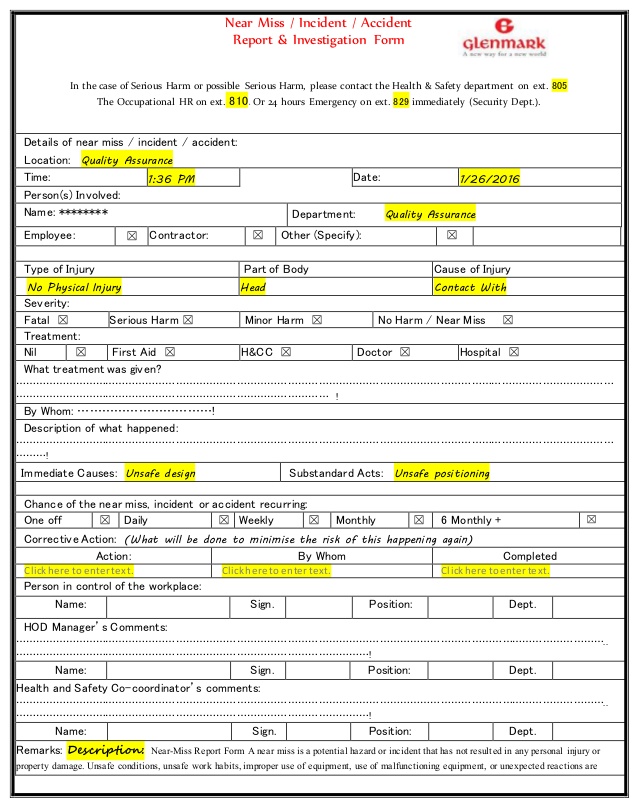 Near Miss / Incident / Accident
Report & Investigation Form
GLENMARK
A new way for a new world
In the case of Serious Harm or possible Serious Harm, please contact the Health & Safety department on ext. 805
The Occupational HR on ext. 810. Or 24 hours Emergency on ext. 829 immediately (Security Dept.).
Details of near miss / incident / accident:
Location: Quality Assurance
Time: 1:36 PM Date: 1/26/2016
Person(s) Involved:
Name: ******** Department: Quality Assurance
Employee: ☒ Contractor: ☒ Other (Specify): ☒
Type of Injury Part of Body Cause of Injury
No Physical Injury Head Contact With
Severity:
Fatal ☒ Serious Harm ☒ Minor Harm ☒ No Harm / Near Miss ☒
Treatment:
Nil ☒ First Aid ☒ H&CC ☒ Doctor ☒ Hospital ☒
What treatment was given?
........................................................................
........................................ !
By Whom: ................................!
Description of what happened:
........................................................................
.........!
Immediate Causes: Unsafe design Substandard Acts: Unsafe positioning
Chance of the near miss, incident or accident recurring:
One off ☒ Daily ☒ Weekly ☒ Monthly ☒ 6 Monthly + ☒
Corrective Action: (What will be done to minimise the risk of this happening again)
Action: By Whom Completed
Click here to enter text. Click here to enter text. Click here to enter text.
Person in control of the workplace:
Name: Sign. Position: Dept.
HOD Manager's Comments:
........................................................................
........................................!
Name: Sign. Position: Dept.
Health and Safety Co-coordinator's comments:
........................................................................
........................................!
Name: Sign. Position: Dept.
Remarks: Description: Near-Miss Report Form A near miss is a potential hazard or incident that has not resulted in any personal injury or
property damage. Unsafe conditions, unsafe work habits, improper use of equipment, use of malfunctioning equipment, or unexpected reactions are